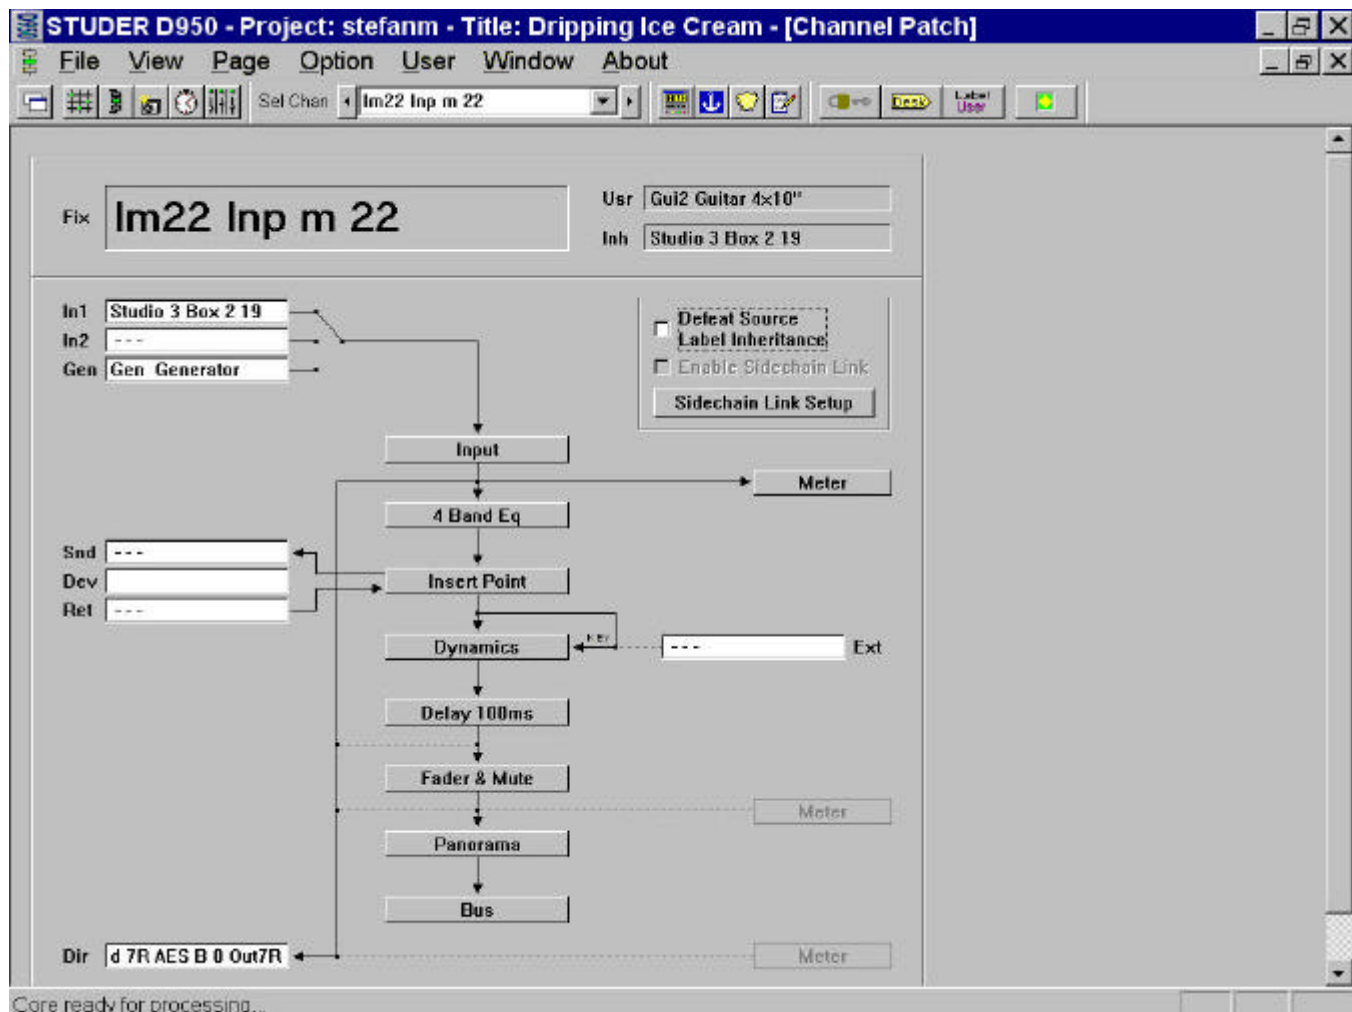 STUDER D950 - Project: stefanm - Title: Dripping Ice Cream - [Channel Patch]
File View Page Option User Window About
Sel Chan Im22 Inp m 22 Desk Label User
Fix Im22 Inp m 22
Usr Gui2 Guitar 4x10"
Inh Studio 3 Box 2 19
In1 Studio 3 Box 2 19
In2 ---
Gen Gen Generator
Defeat Source
Label Inheritance
Enable Sidechain Link
Sidechain Link Setup
Input
Meter
4 Band Eq
Snd ---
Dev
Ret ---
Insert Point
Dynamics
KEY
--- Ext
Delay 100ms
Fader & Mute
Meter
Panorama
Bus
Dir d 7R AES B 0 Out7R
Meter
Core ready for processing...